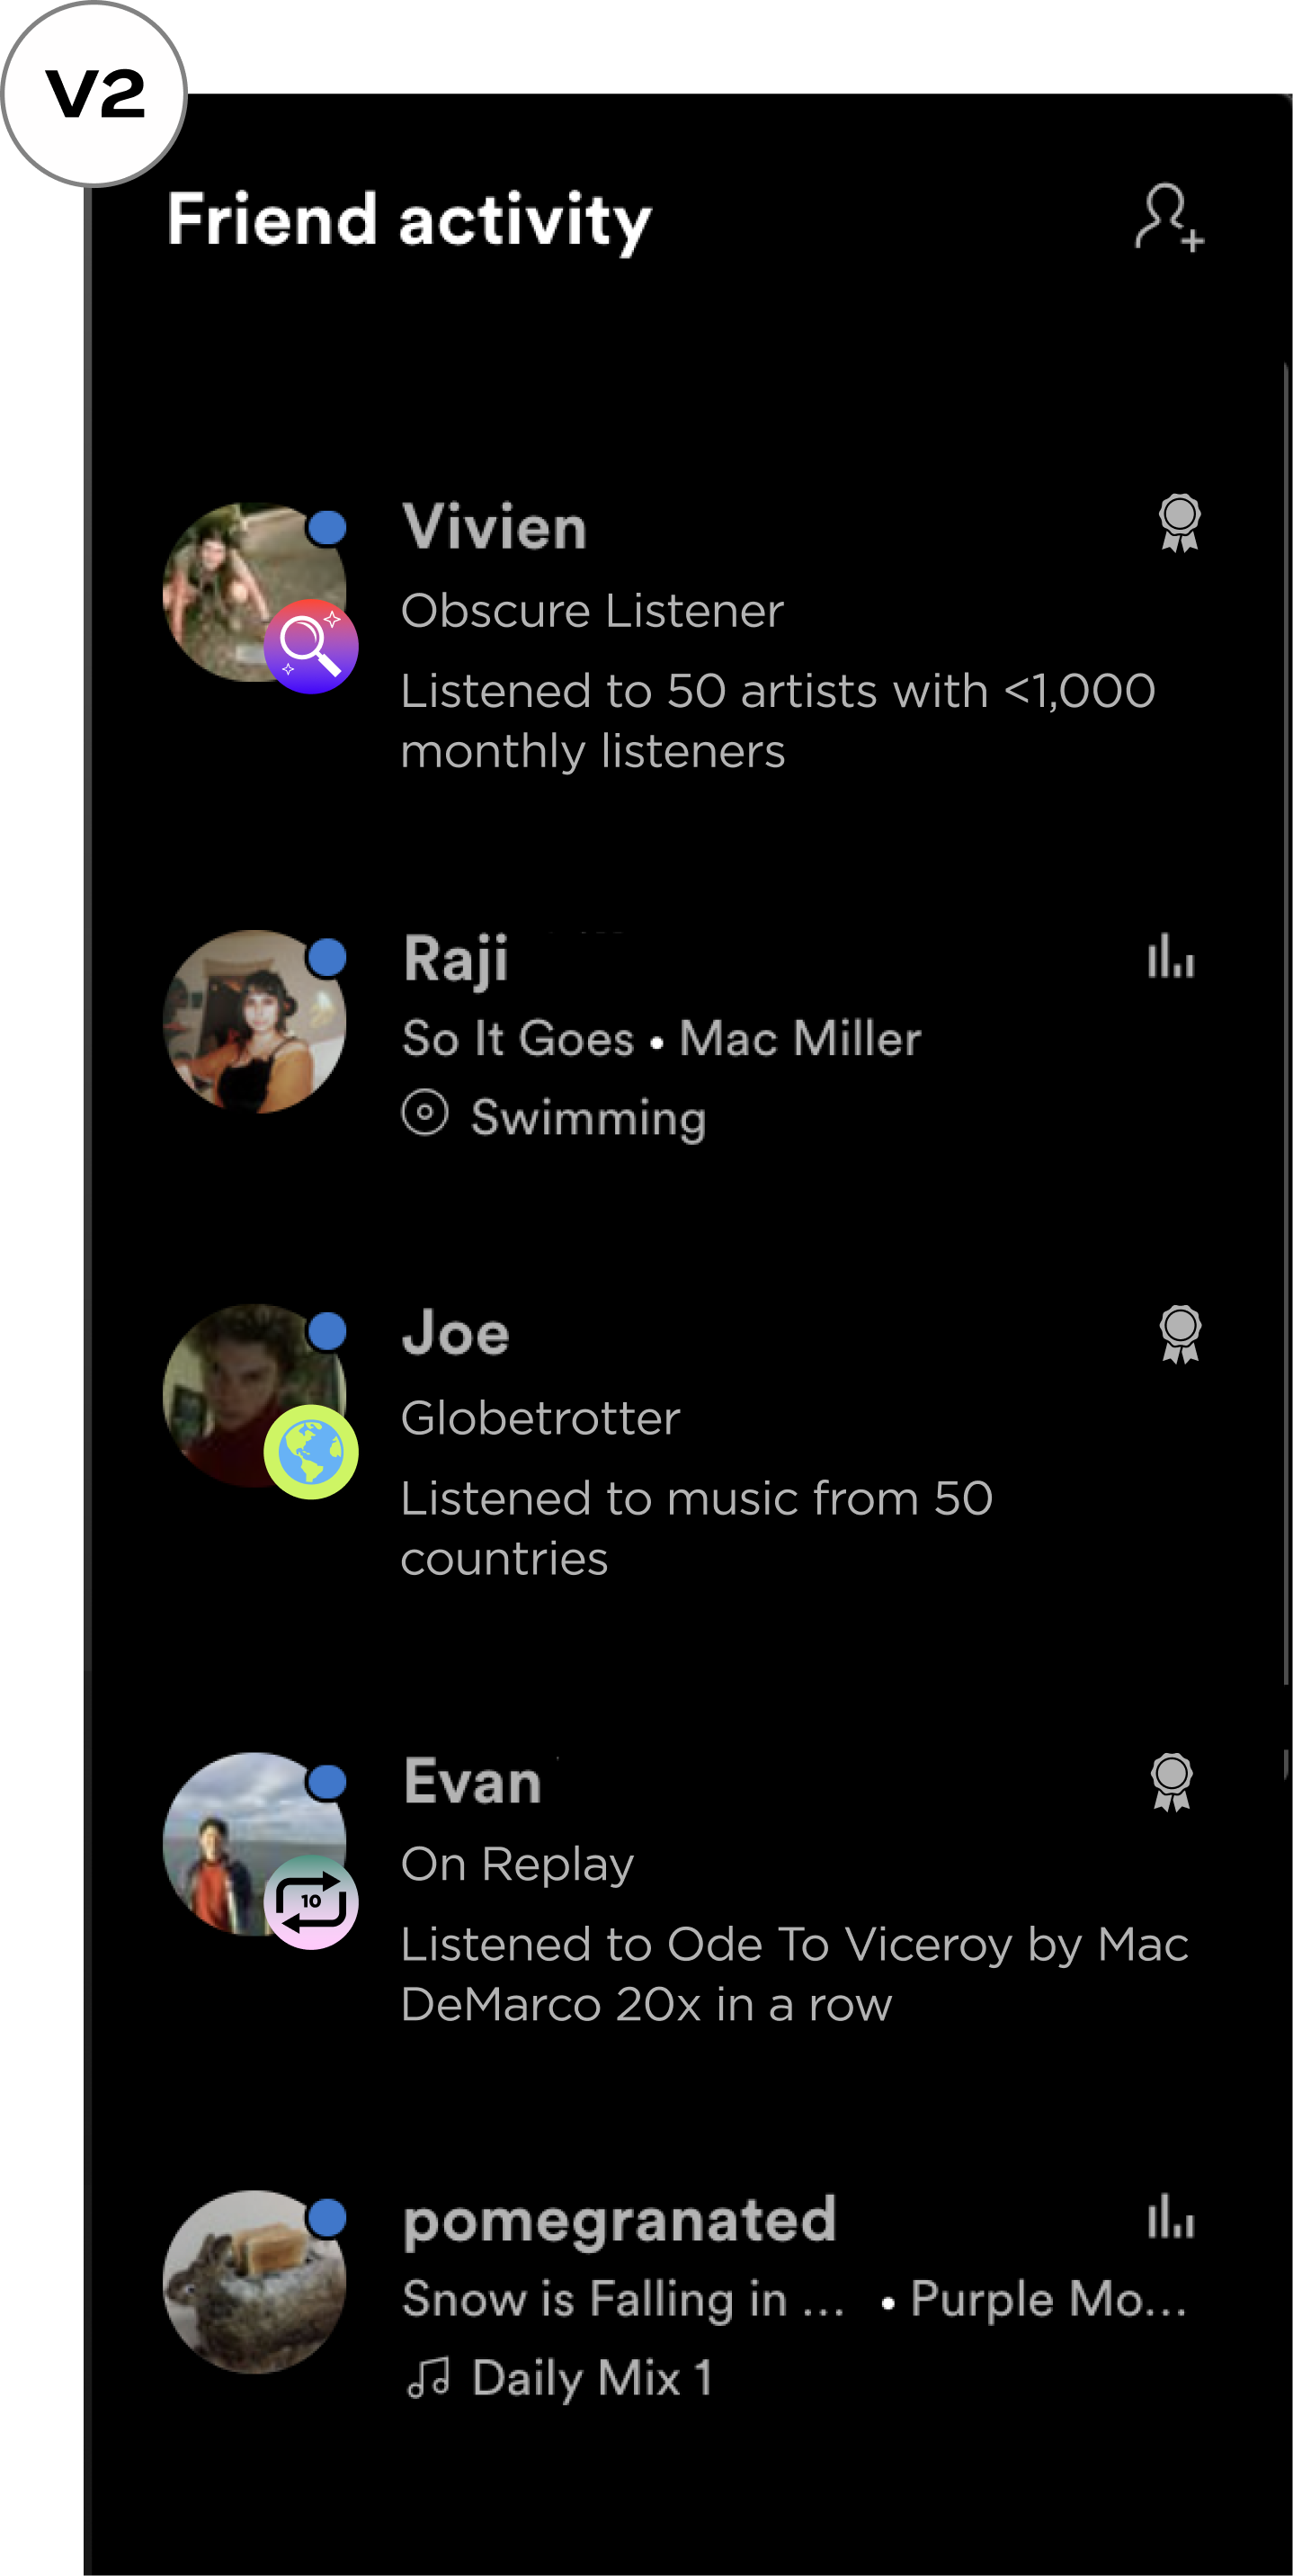 V2
Friend activity
Vivien
Obscure Listener
Listened to 50 artists with <1,000
monthly listeners
Raji
So It Goes • Mac Miller
Swimming
Joe
Globetrotter
Listened to music from 50
countries
Evan
10
On Replay
Listened to Ode To Viceroy by Mac
DeMarco 20x in a row
pomegranated
Snow is Falling in ... • Purple Mo...
Daily Mix 1